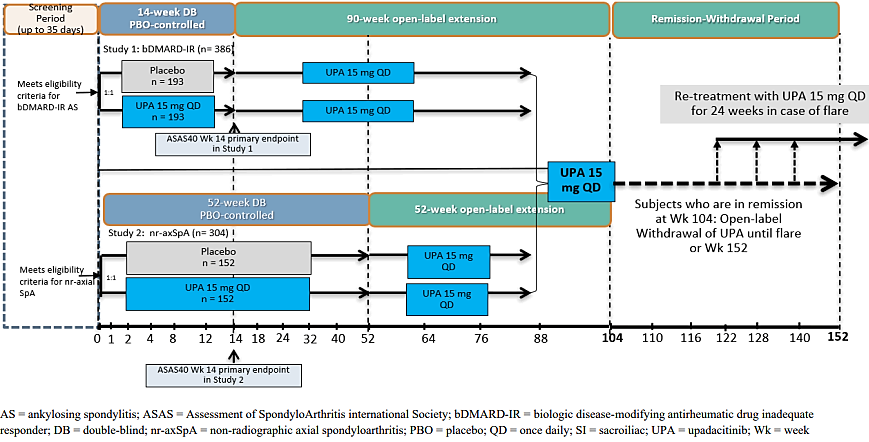 Screening
Period
(up to 35 days)
14-week DB
PBO-controlled
90-week open-label extension
Remission-Withdrawal Period
Study 1: bDMARD-IR (n= 386)
Meets eligibility
criteria for
bDMARD-IR AS
1:1
Placebo
n = 193
UPA 15 mg QD
n = 193
UPA 15 mg QD
UPA 15 mg QD
ASAS40 Wk 14 primary endpoint
in Study 1
Re-treatment with UPA 15 mg QD
for 24 weeks in case of flare
UPA 15
mg QD
Subjects who are in remission
at Wk 104: Open-label
Withdrawal of UPA until flare
or Wk 152
52-week DB
PBO-controlled
52-week open-label extension
Study 2: nr-axSpA (n= 304)
Meets eligibility
criteria for nr-axial
SpA
1:1
Placebo
n = 152
UPA 15 mg QD
n = 152
UPA 15 mg
QD
UPA 15 mg
QD
0 1 2 4 8 12 14 18 24 32 40 52 64 76 88 104 110 116 122 128 140 152
ASAS40 Wk 14 primary endpoint
in Study 2
AS = ankylosing spondylitis; ASAS = Assessment of SpondyloArthritis international Society; bDMARD-IR = biologic disease-modifying antirheumatic drug inadequate
responder; DB = double-blind; nr-axSpA = non-radiographic axial spondyloarthritis; PBO = placebo; QD = once daily; SI = sacroiliac; UPA = upadacitinib; Wk = week